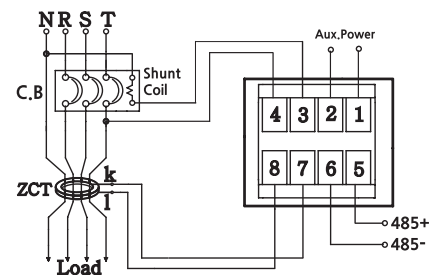 N R S T
Aux.Power
Shunt
Coil
C.B
4 3 2 1
8 7 6 5
k
ZCT
l
485+
485-
Load